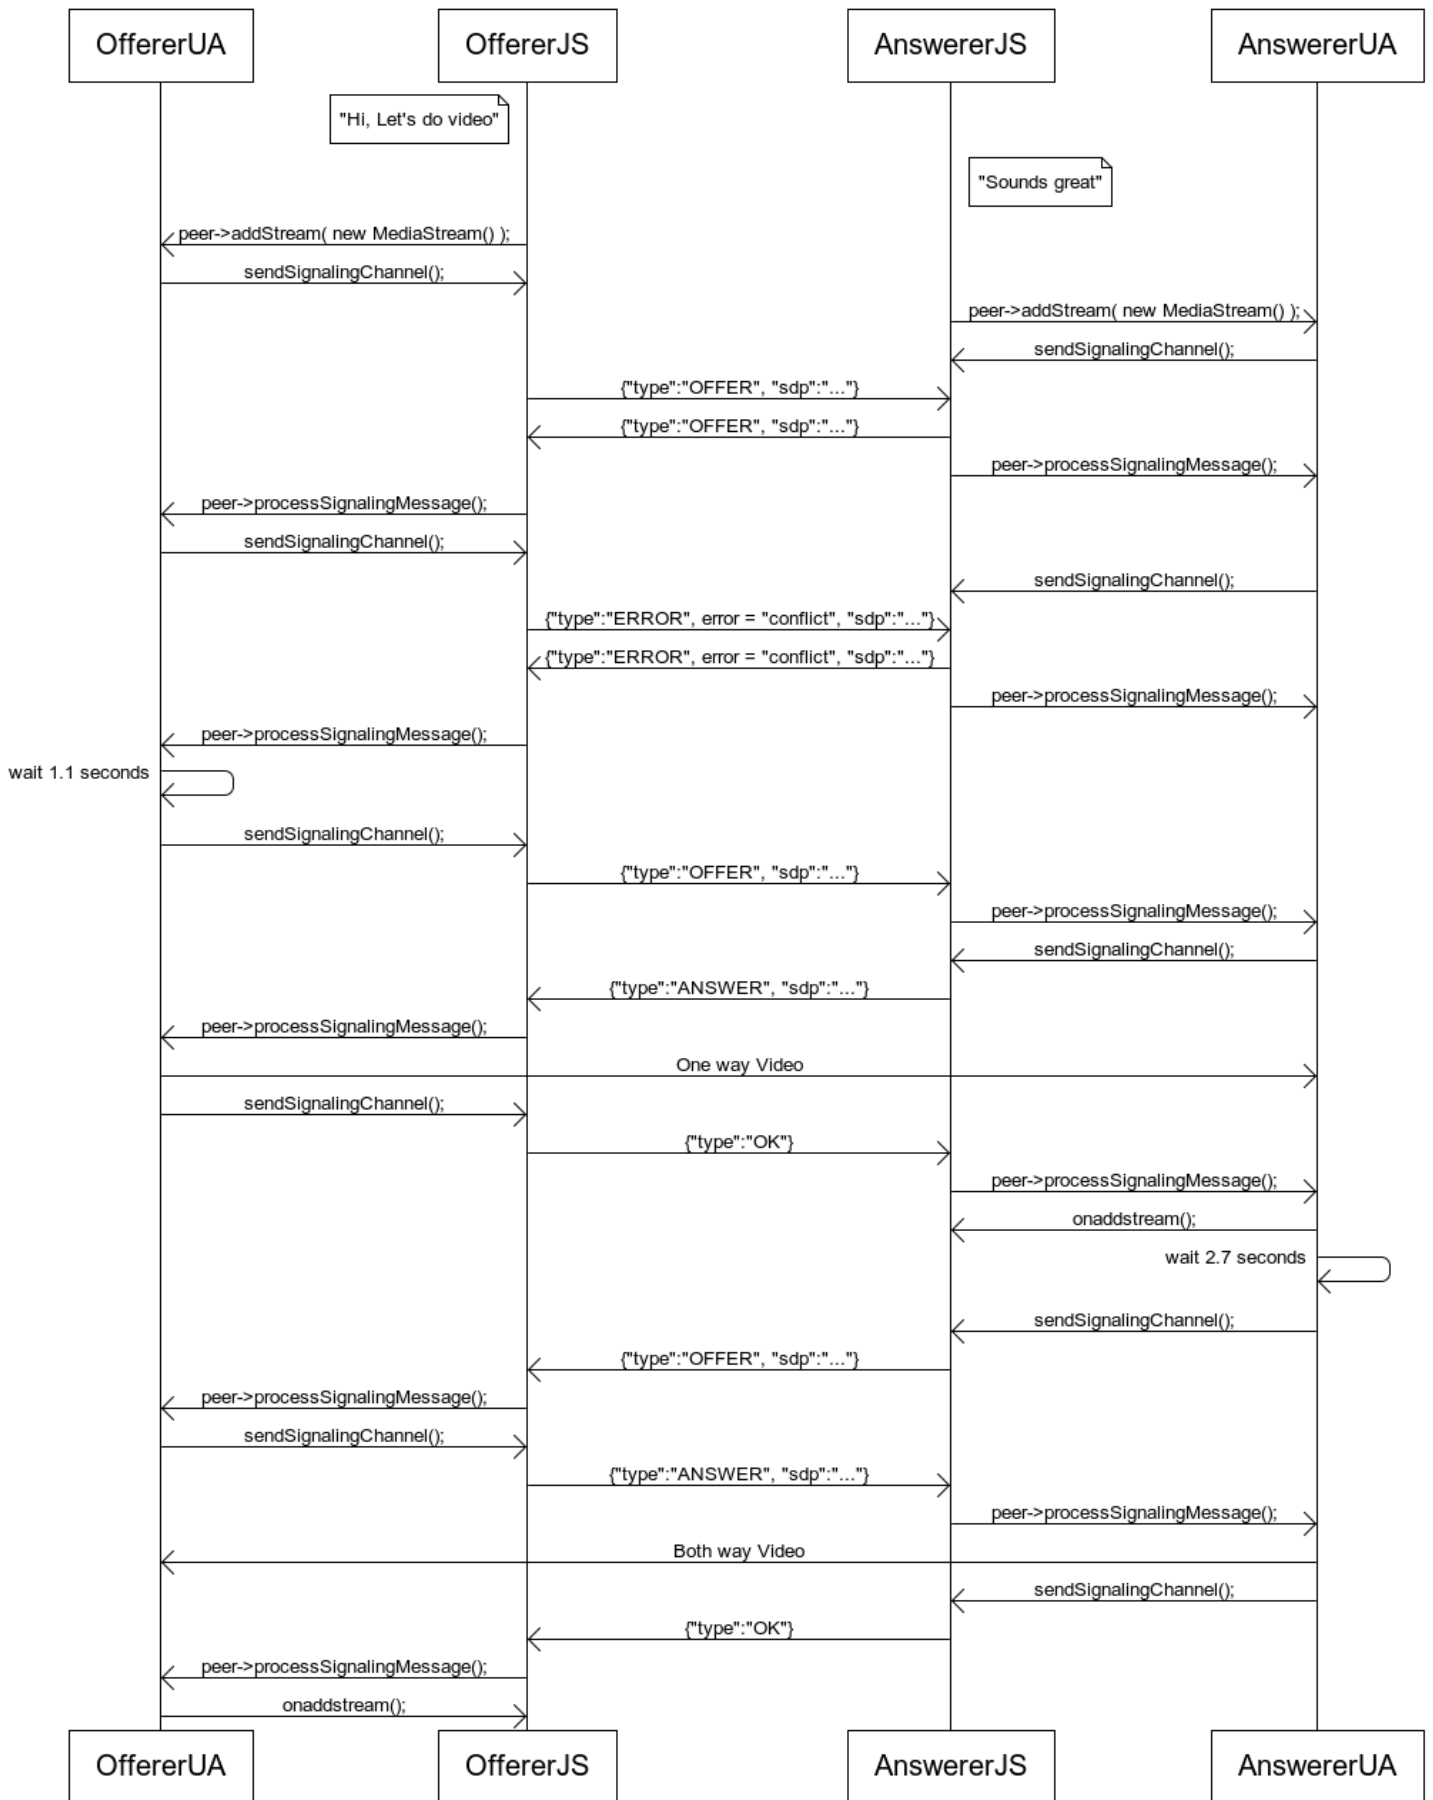 OffererUA
OffererJS
AnswererJS
AnswererUA
"Hi, Let's do video"
"Sounds great"
peer->addStream( new MediaStream() );
sendSignalingChannel();
peer->addStream( new MediaStream() );
sendSignalingChannel();
{"type":"OFFER", "sdp":"..."}
{"type":"OFFER", "sdp":"..."}
peer->processSignalingMessage();
peer->processSignalingMessage();
sendSignalingChannel();
sendSignalingChannel();
{"type":"ERROR", error = "conflict", "sdp":"..."}
{"type":"ERROR", error = "conflict", "sdp":"..."}
peer->processSignalingMessage();
peer->processSignalingMessage();
wait 1.1 seconds
sendSignalingChannel();
{"type":"OFFER", "sdp":"..."}
peer->processSignalingMessage();
sendSignalingChannel();
{"type":"ANSWER", "sdp":"..."}
peer->processSignalingMessage();
One way Video
sendSignalingChannel();
{"type":"OK"}
peer->processSignalingMessage();
onaddstream();
wait 2.7 seconds
sendSignalingChannel();
{"type":"OFFER", "sdp":"..."}
peer->processSignalingMessage();
sendSignalingChannel();
{"type":"ANSWER", "sdp":"..."}
peer->processSignalingMessage();
Both way Video
sendSignalingChannel();
{"type":"OK"}
peer->processSignalingMessage();
onaddstream();
OffererUA
OffererJS
AnswererJS
AnswererUA